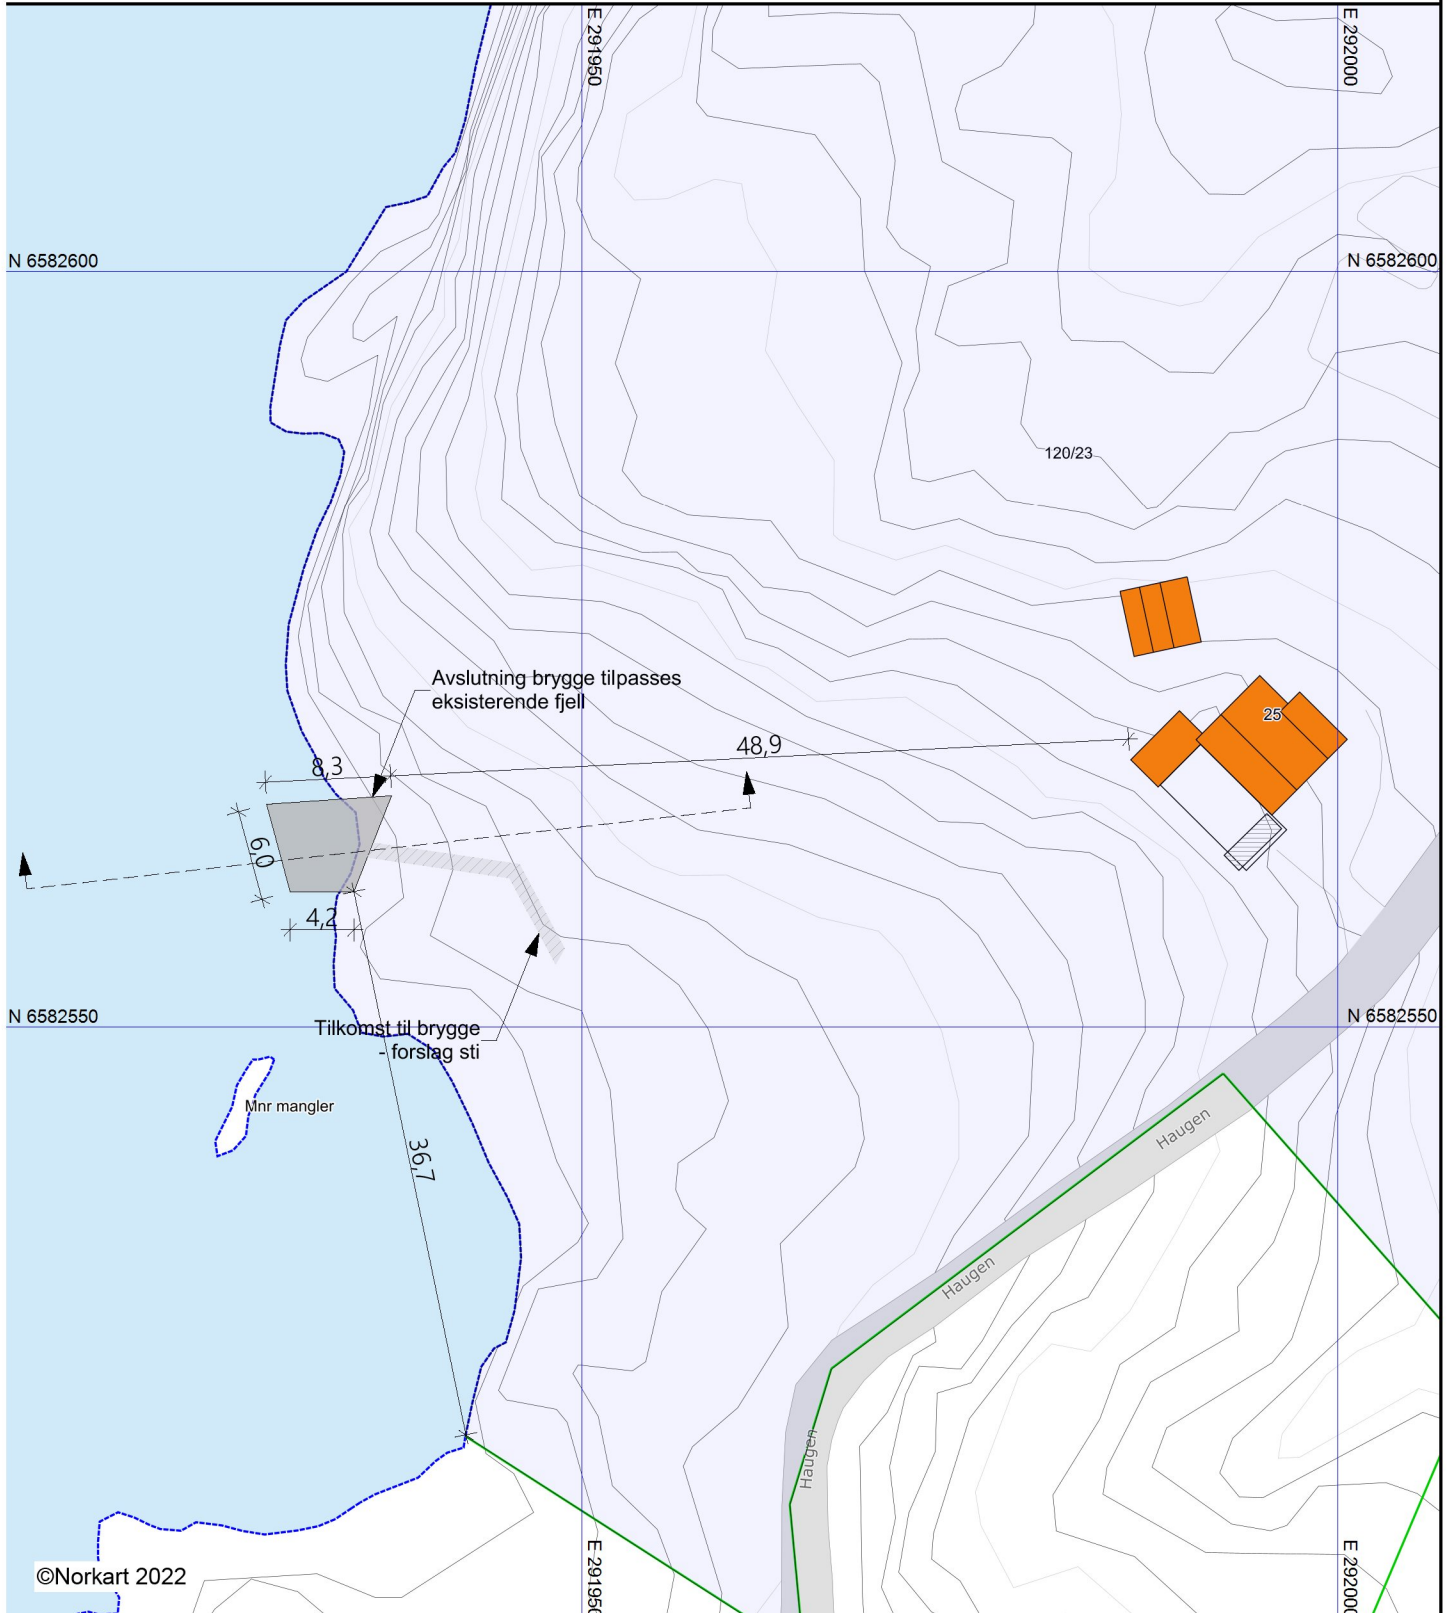 E 291950
E 292000
N 6582600
N 6582600
120/23
Avslutning brygge tilpasses
eksisterende fjell
25
48,9
8,3
6,0
4,2
N 6582550
N 6582550
Tilkomst til brygge
- forslag sti
Mnr mangler
Haugen
36,7
Haugen
Haugen
E 291950
E 292000
©Norkart 2022